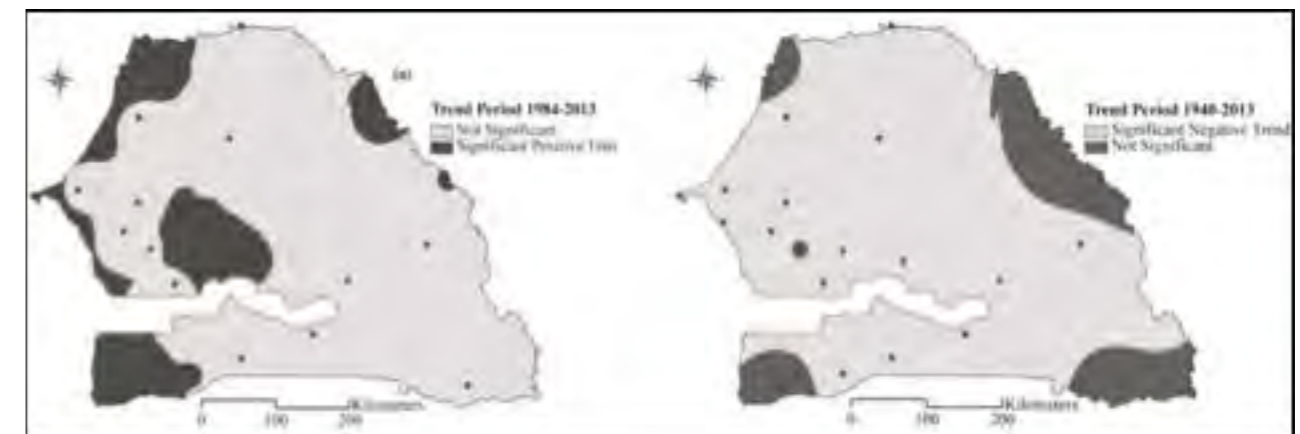 (a)
Trend Period 1984-2013
Not Significant
Significant Positive
0 100 200
Kilometers
Trend Period 1940-2013
Significant Negative Trend
Not Significant
0 100 200
Kilometers